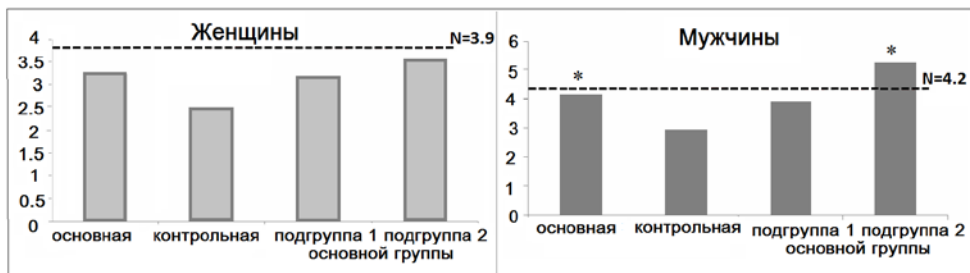 Женщины
N=3.9
4
3.5
3
2.5
2
1.5
1
0.5
0
основная контрольная подгруппа 1 подгруппа 2
основной группы
Мужчины
N=4.2
6
5
4
3
2
1
0
* *
основная контрольная подгруппа 1 подгруппа 2
основной группы